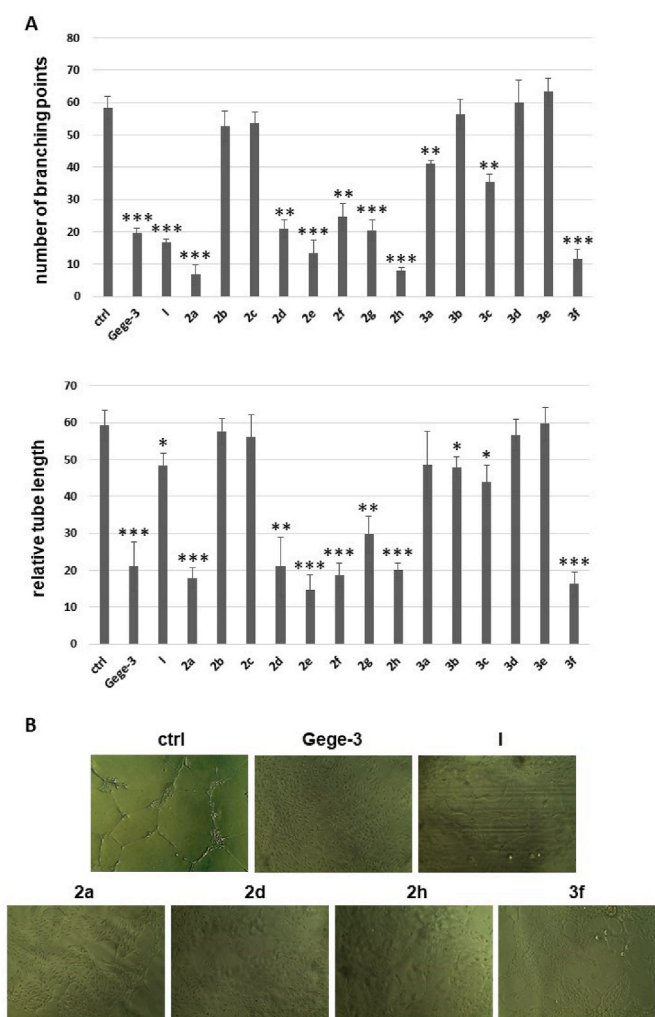 A
number of branching points
80
70
60
50
40
30
20
10
0
***
***
***
**
***
**
***
***
**
**
***
ctrl
Gege-3
I
2a
2b
2c
2d
2e
2f
2g
2h
3a
3b
3c
3d
3e
3f
relative tube length
70
60
50
40
30
20
10
0
***
*
***
**
***
***
**
***
*
*
***
ctrl
Gege-3
I
2a
2b
2c
2d
2e
2f
2g
2h
3a
3b
3c
3d
3e
3f
B
ctrl Gege-3 I
2a 2d 2h 3f